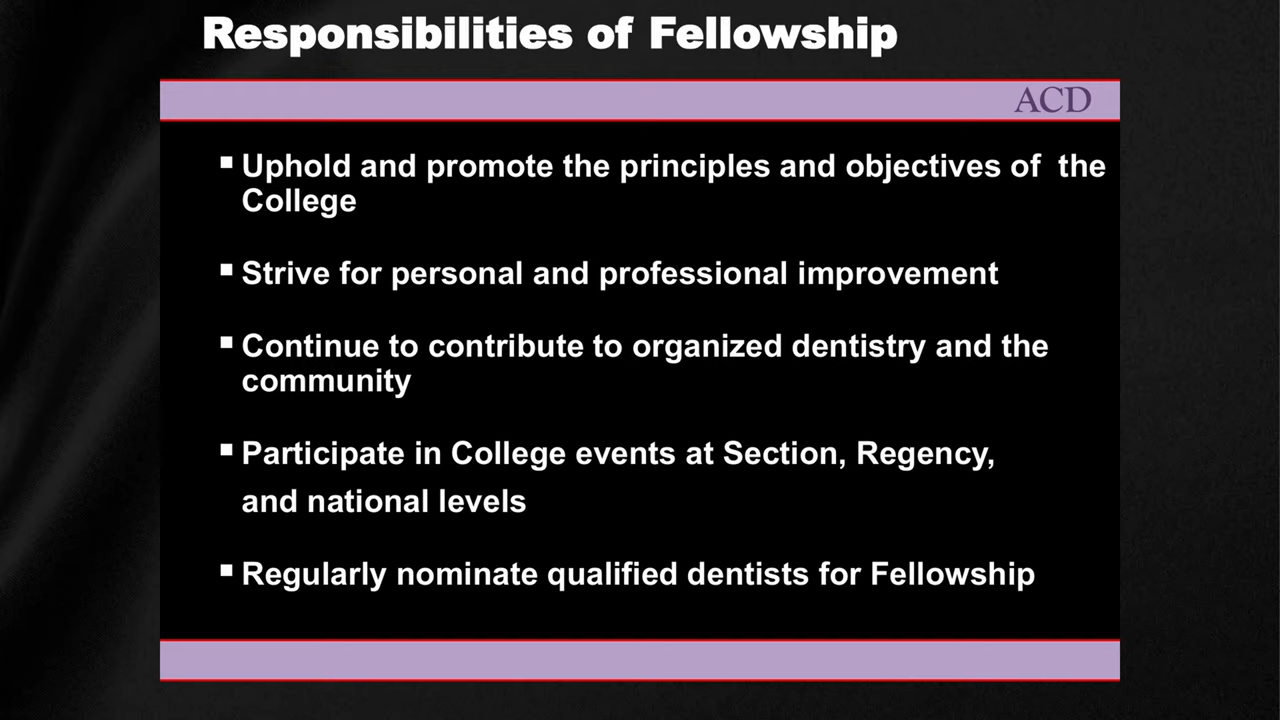 Responsibilities of Fellowship
ACD
▪ Uphold and promote the principles and objectives of  the
College
▪ Strive for personal and professional improvement
▪ Continue to contribute to organized dentistry and the
community
▪ Participate in College events at Section, Regency,
and national levels
▪ Regularly nominate qualified dentists for Fellowship